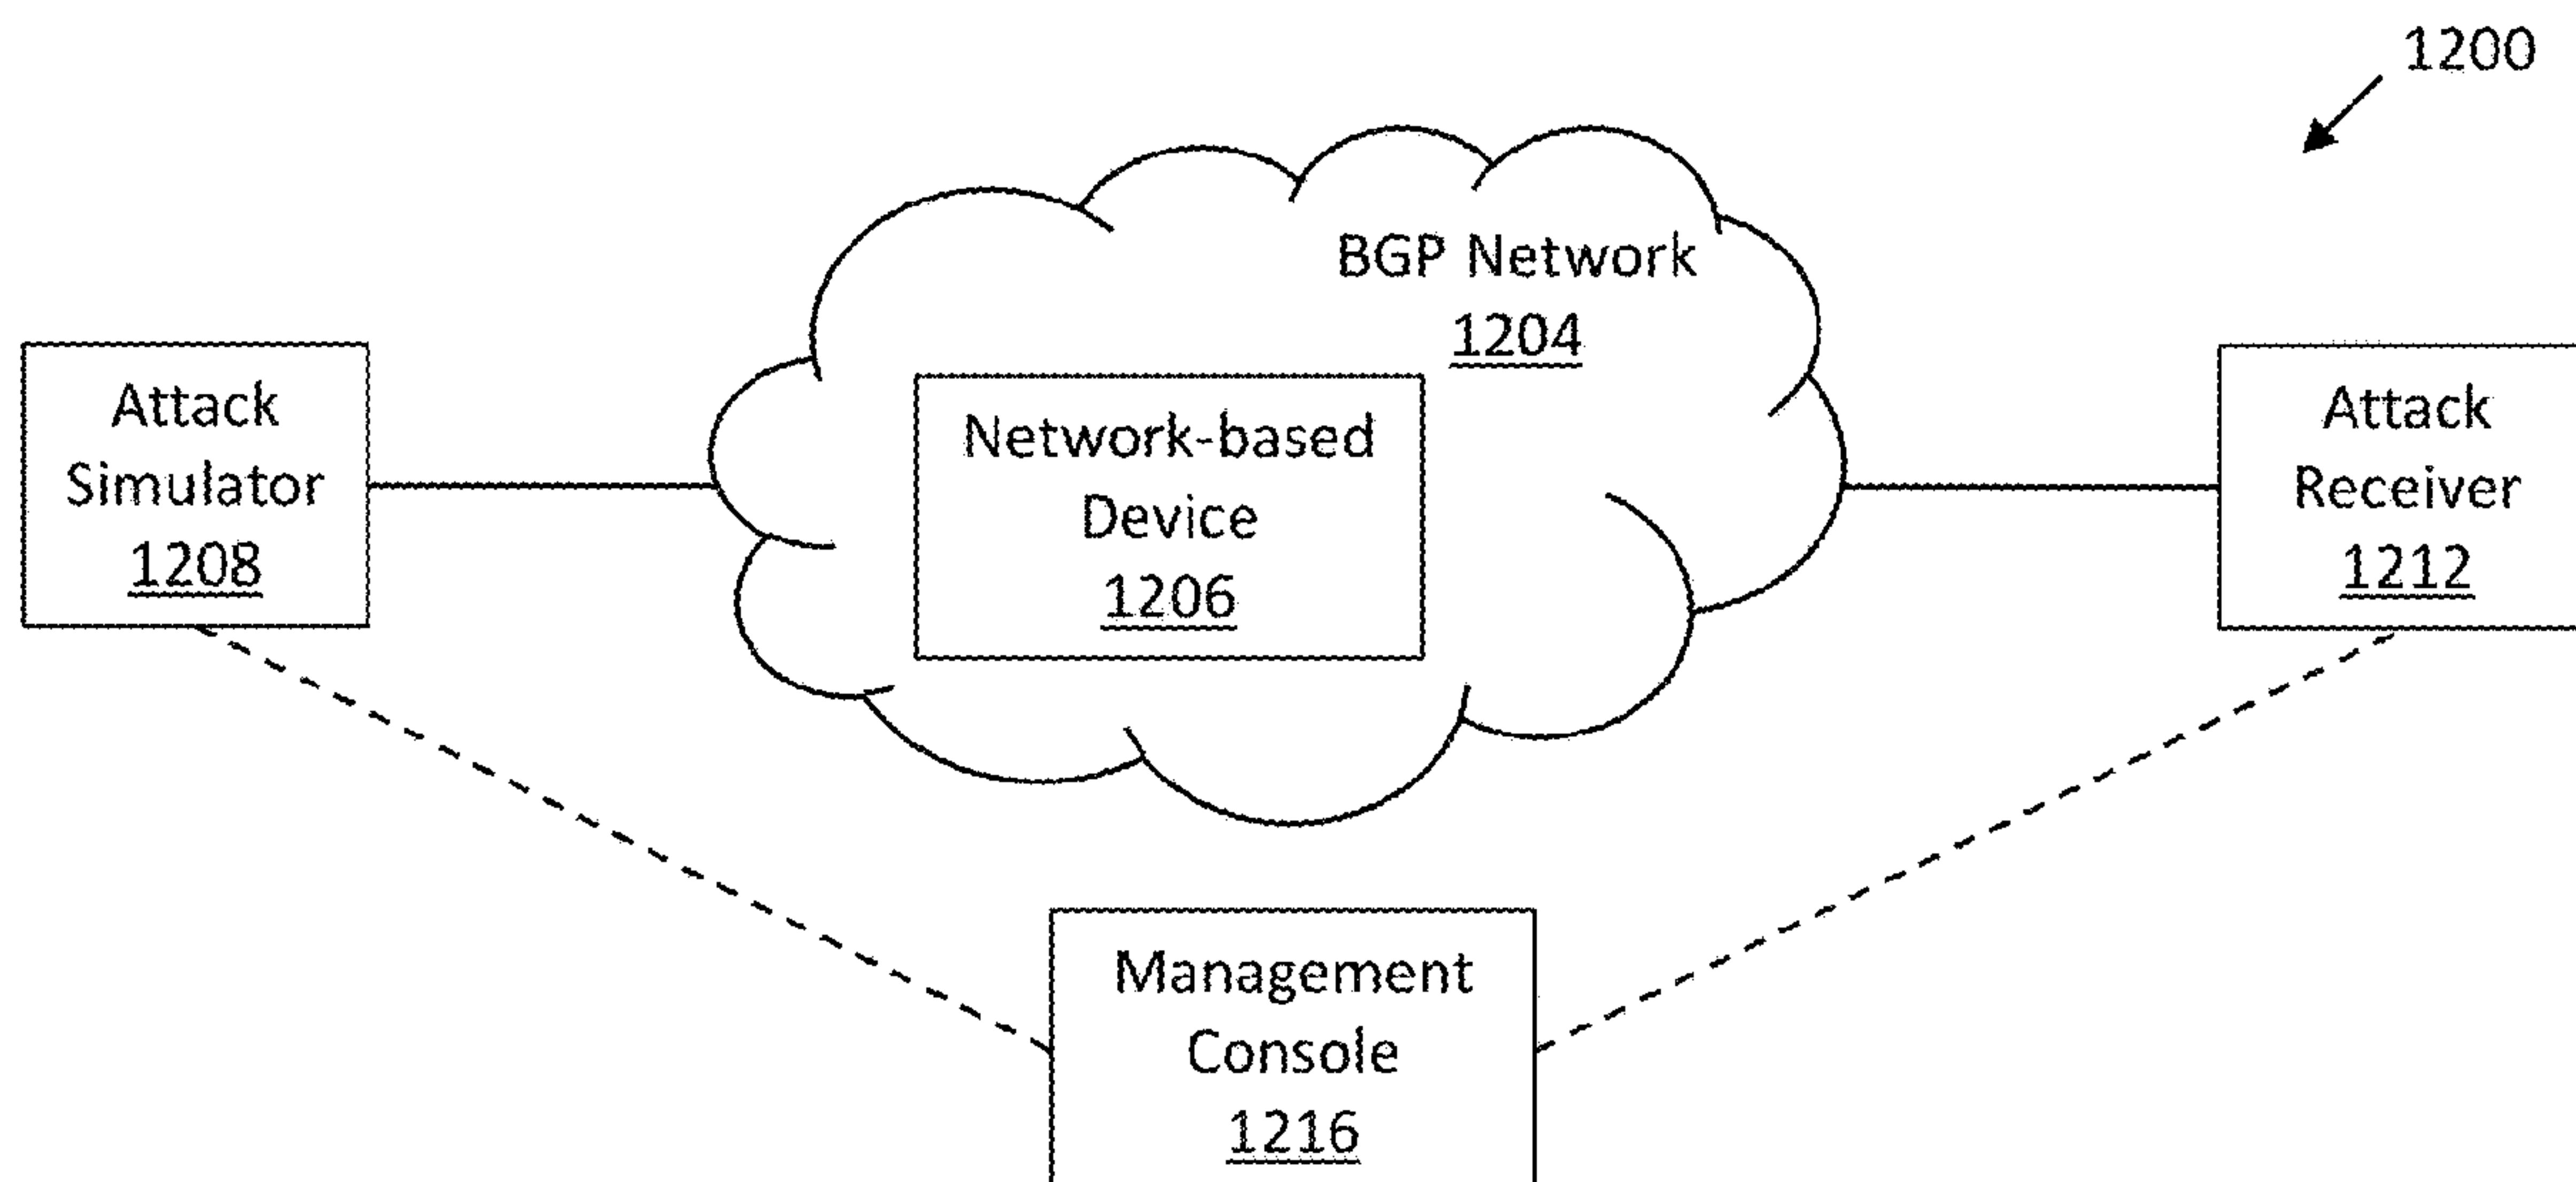 1200
BGP Network
1204
Attack
Simulator
1208
Network-based
Device
1206
Attack
Receiver
1212
Management
Console
1216